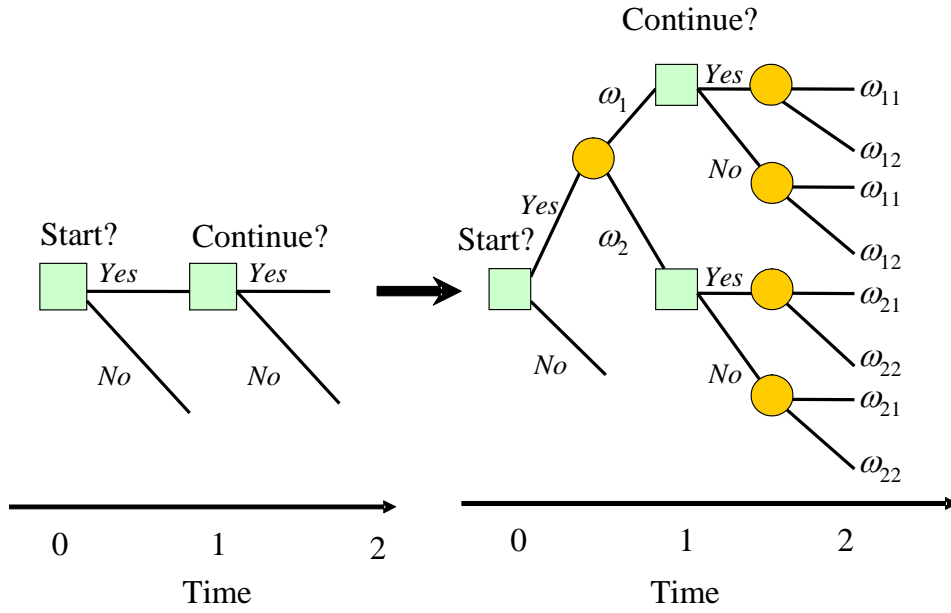 Start?
Continue?
Yes
Yes
No
No
0
1
2
Time
Continue?
Start?
Yes
No
ω₁
ω₂
Yes
No
Yes
No
ω₁₁
ω₁₂
ω₁₁
ω₁₂
ω₂₁
ω₂₂
ω₂₁
ω₂₂
0
1
2
Time